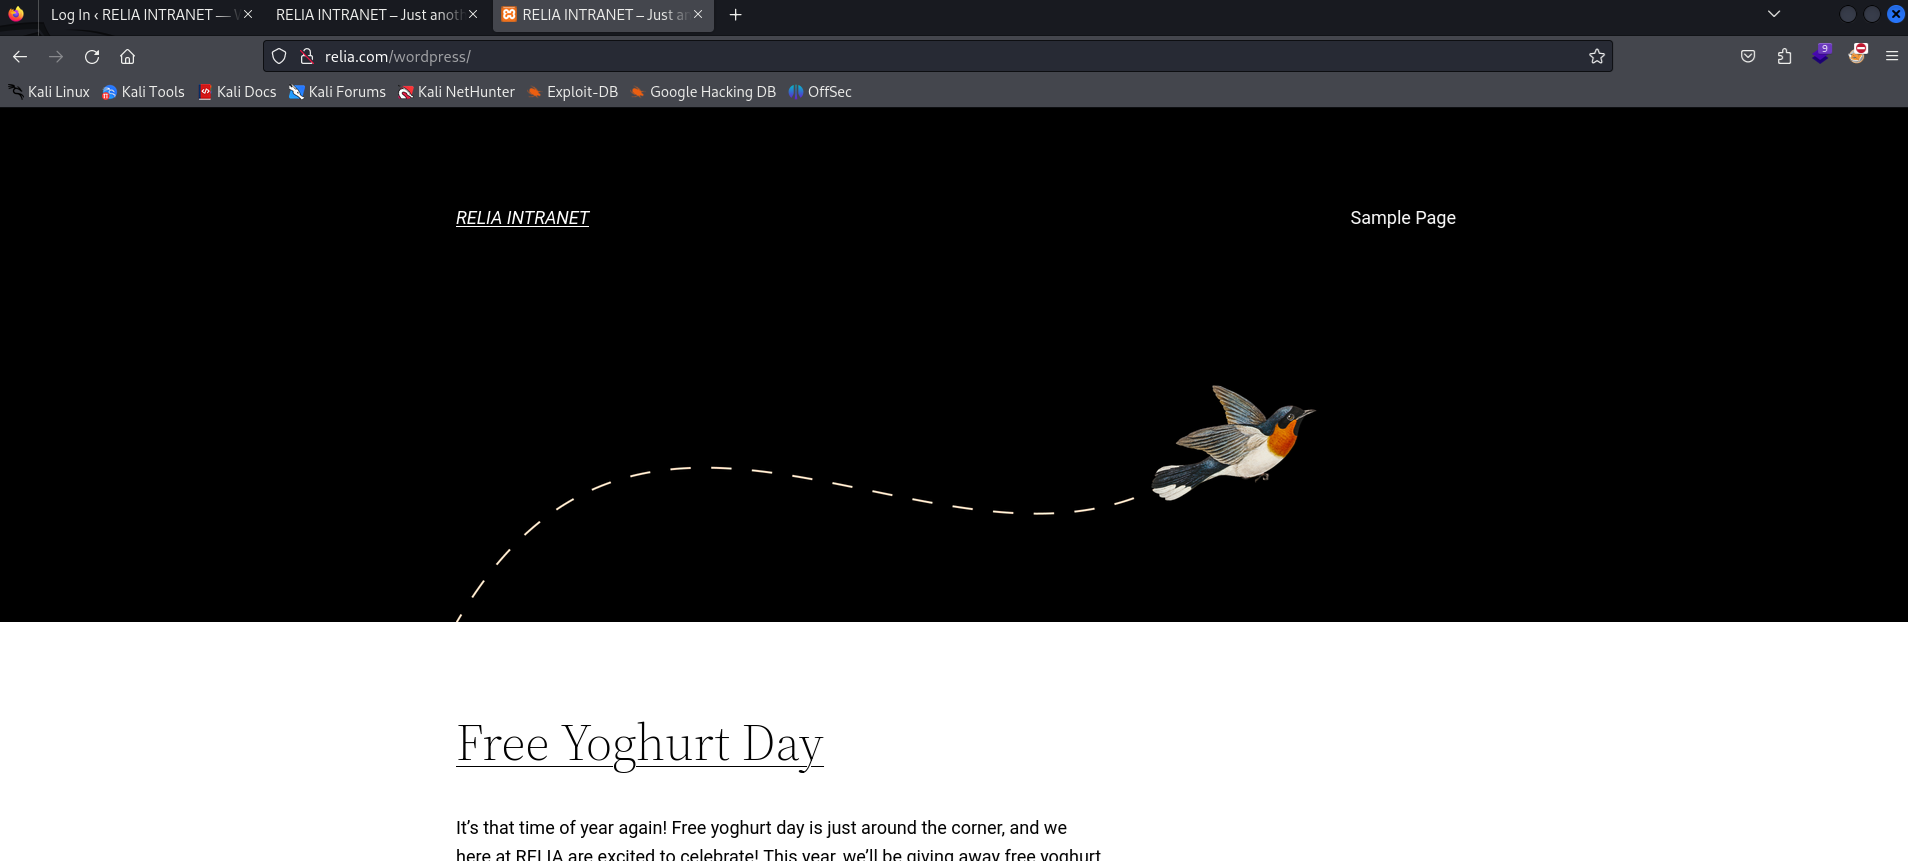 Log In ‹ RELIA INTRANET —
RELIA INTRANET – Just anot
RELIA INTRANET – Just a
relia.com/wordpress/
9
Kali Linux
Kali Tools
Kali Docs
Kali Forums
Kali NetHunter
Exploit-DB
Google Hacking DB
OffSec
RELIA INTRANET
Sample Page
Free Yoghurt Day
It’s that time of year again! Free yoghurt day is just around the corner, and we
here at RELIA are excited to celebrate! This year, we’ll be giving away free yoghurt